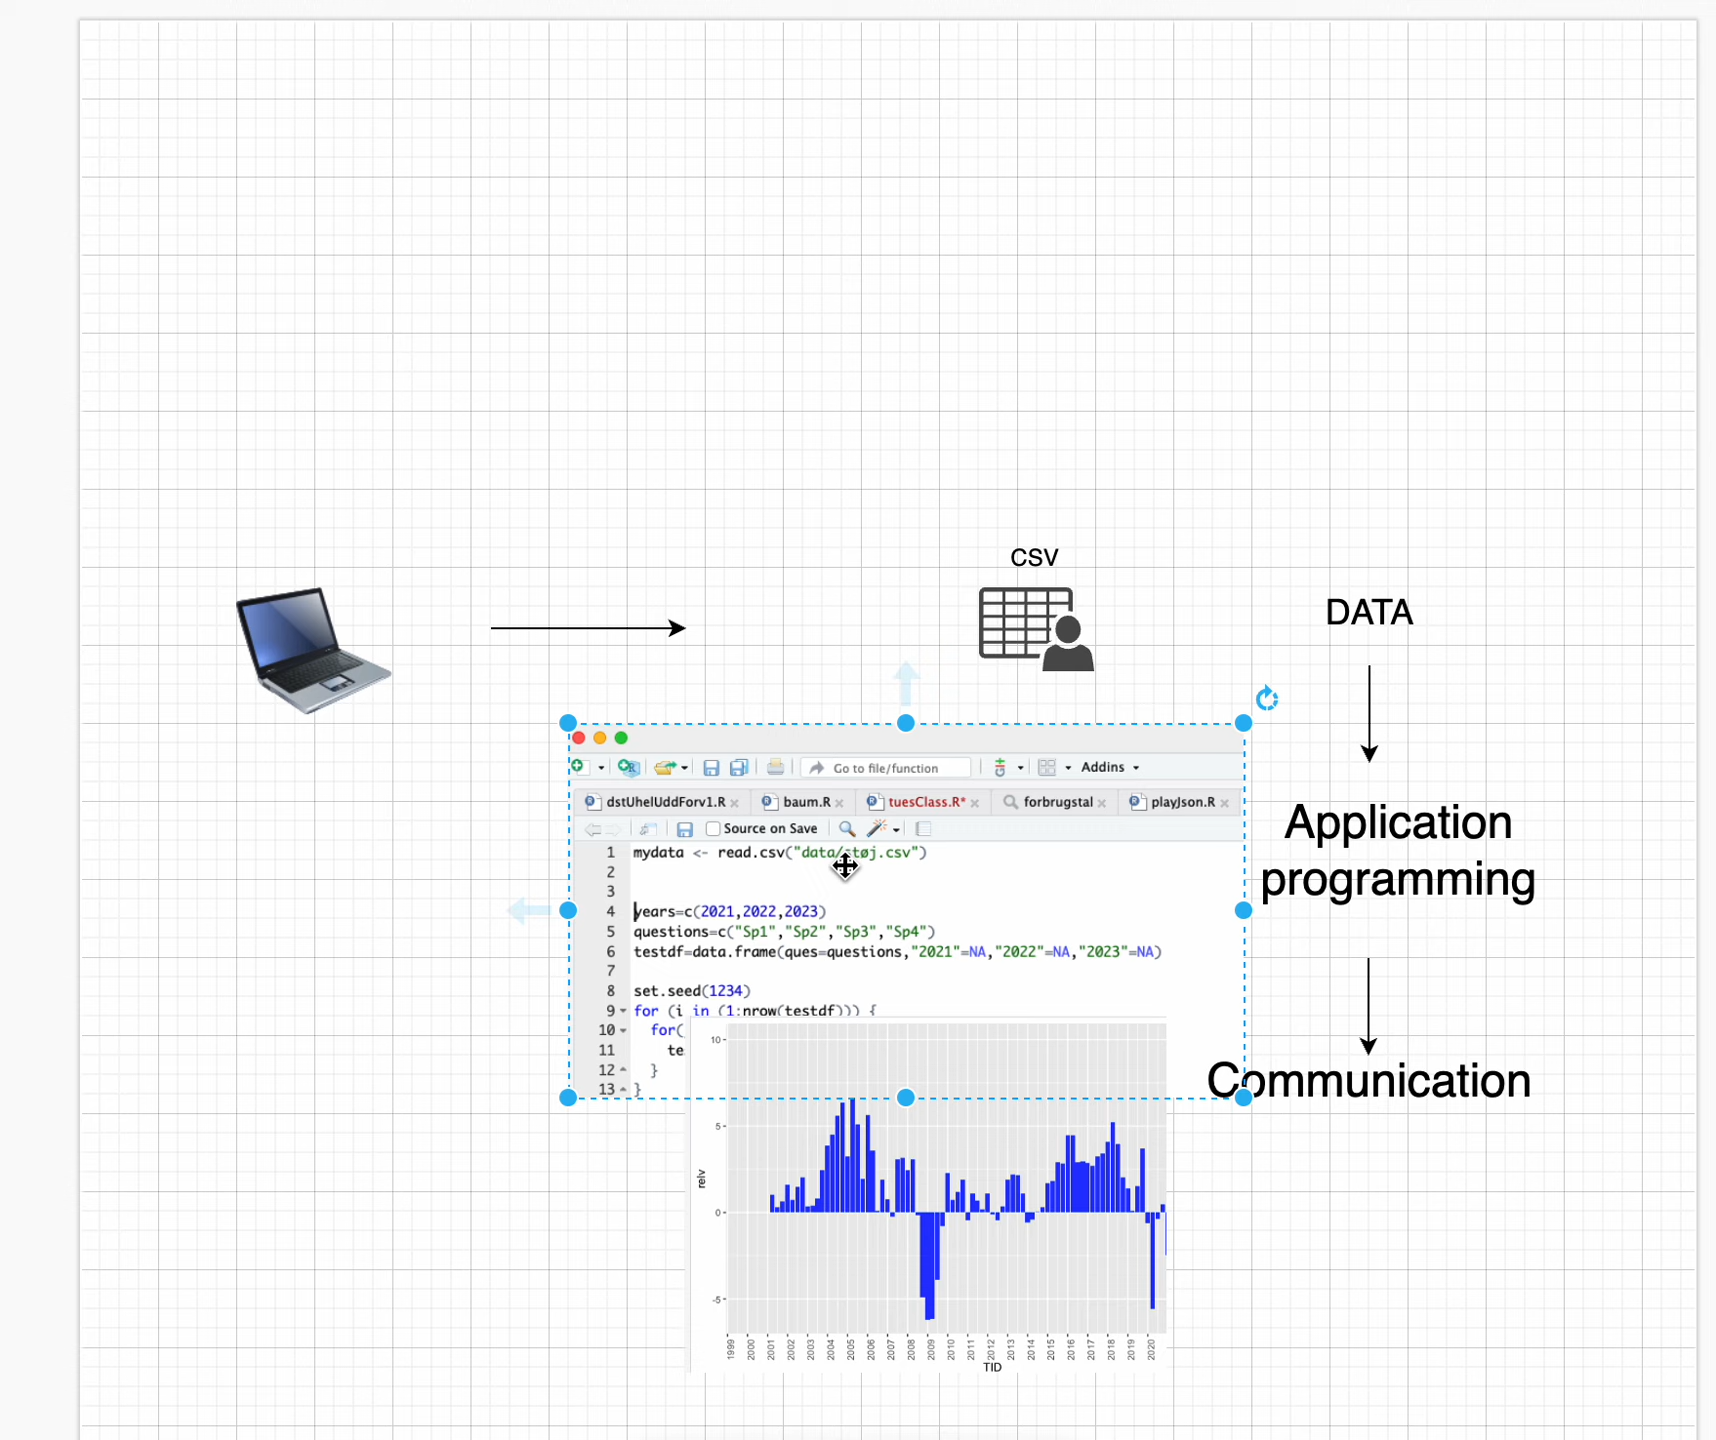 CSV
DATA
Go to file/function
Addins
dstUhelUddForv1.R
baum.R
tuesClass.R*
forbrugstal
playJson.R
Source on Save
Application
programming
1 mydata <- read.csv("data/støj.csv")
2
3
4 years=c(2021,2022,2023)
5 questions=c("Sp1","Sp2","Sp3","Sp4")
6 testdf=data.frame(ques=questions,"2021"=NA,"2022"=NA,"2023"=NA)
7
8 set.seed(1234)
9 for (i in (1:nrow(testdf))) {
10 for(
11 te
12 }
13 }
Communication
10
5
0
-5
relv
1999 2000 2001 2002 2003 2004 2005 2006 2007 2008 2009 2010 2011 2012 2013 2014 2015 2016 2017 2018 2019 2020
TID